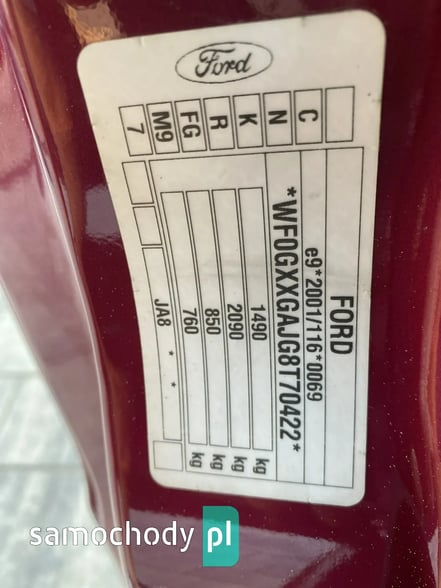 Ford
FORD
e9*2001/116*0069
*WF0GXXGAJG8T70422*
1490 kg
2090 kg
850 kg
760 kg
* *
JA8
C
N
K
R
FG
M9
7
samochody pl